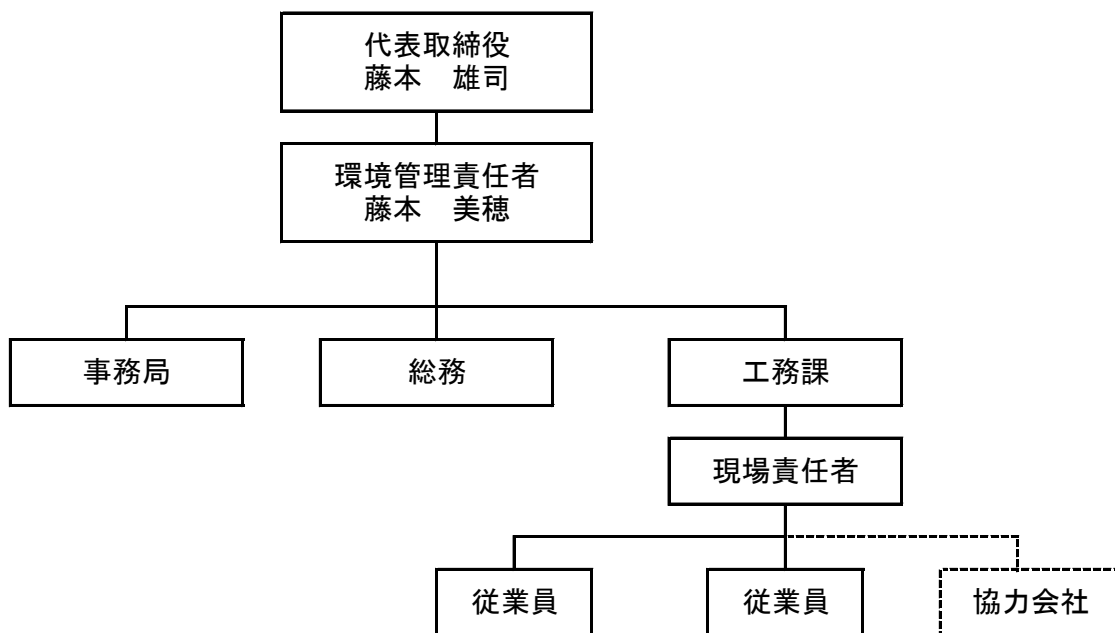 代表取締役
藤本　雄司
環境管理責任者
藤本　美穂
事務局
総務
工務課
現場責任者
従業員
従業員
協力会社